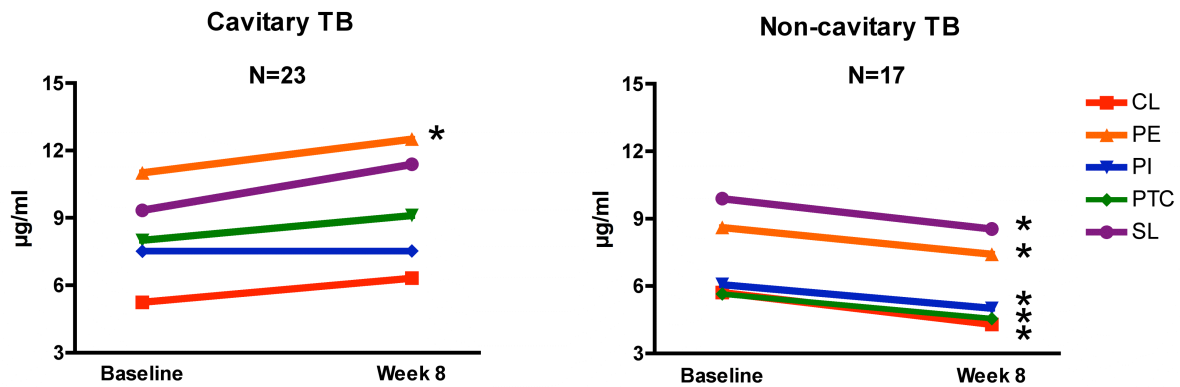 Cavitary TB
N=23
15
12
9
6
3
µg/ml
*
Baseline Week 8
Non-cavitary TB
N=17
15
12
9
6
3
µg/ml
*
*
*
*
*
Baseline Week 8
CL
PE
PI
PTC
SL